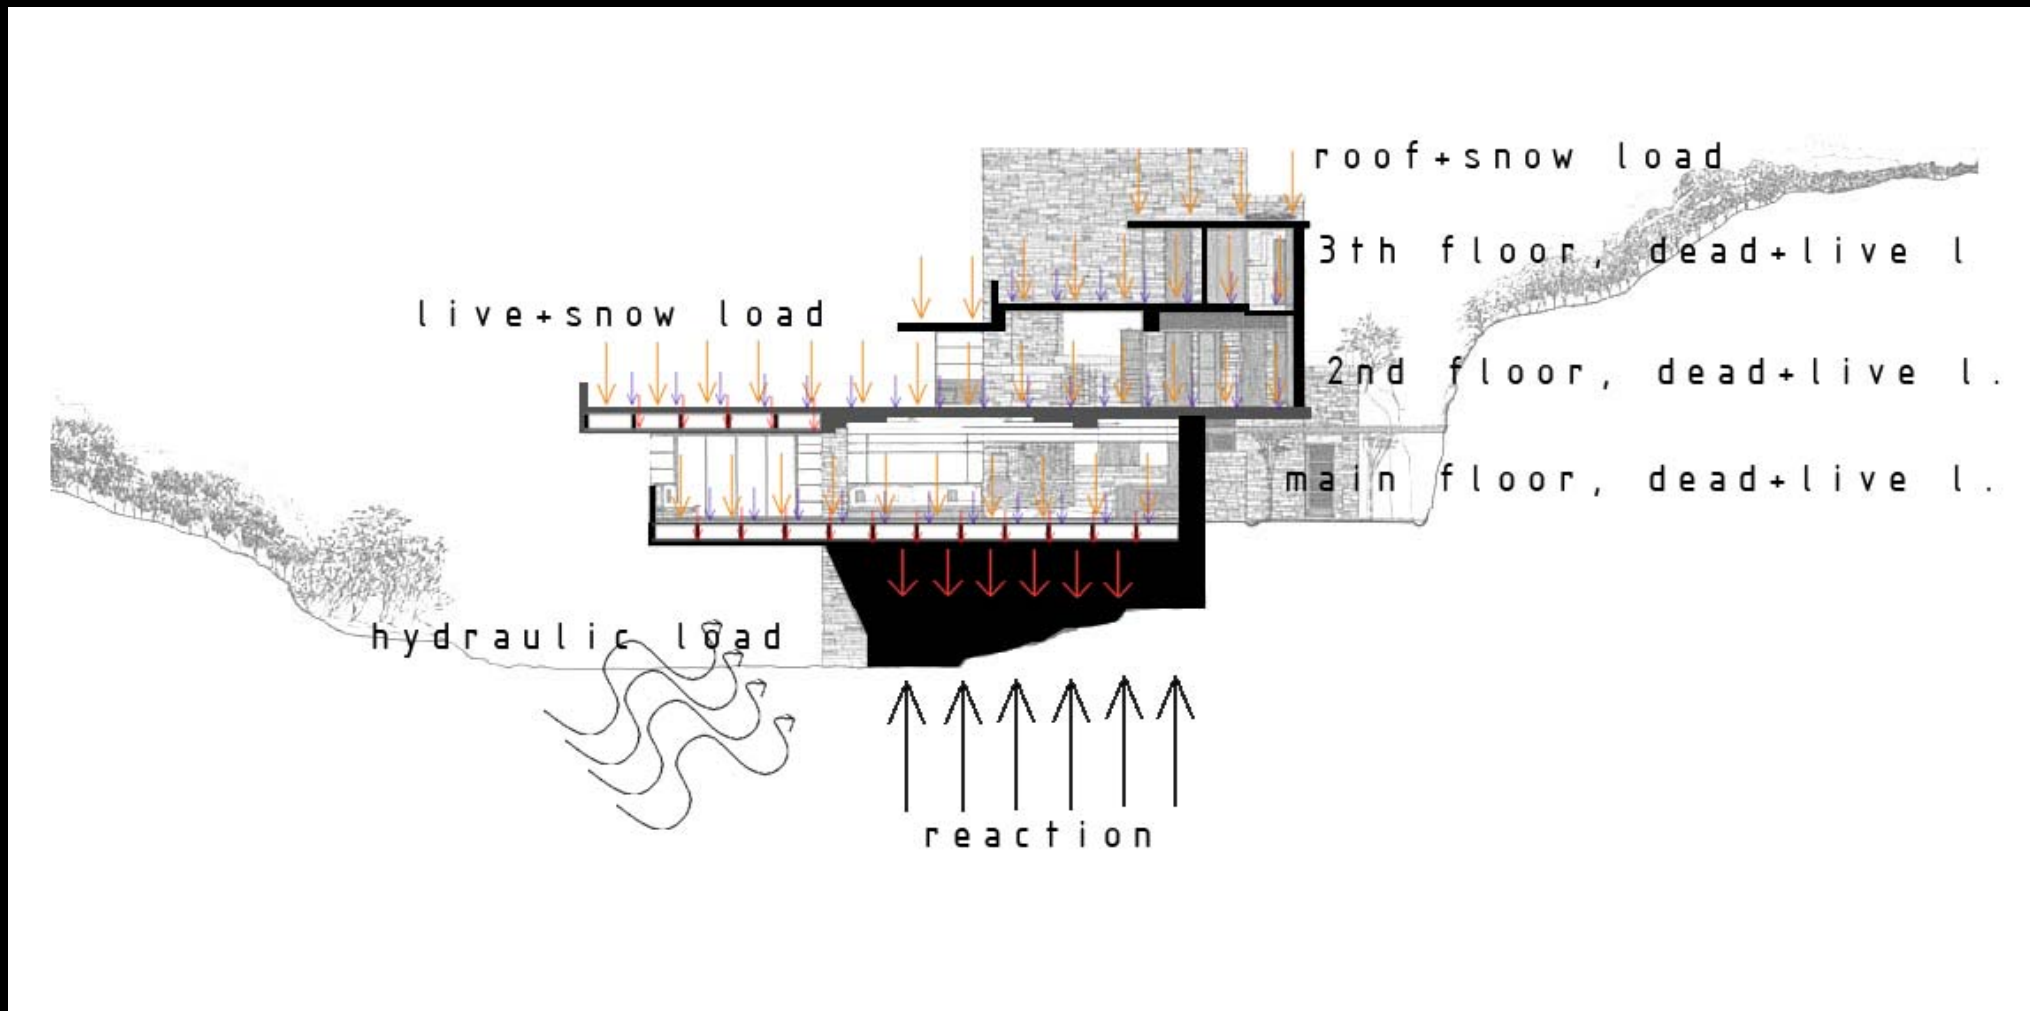 roof+snow load
3th floor, dead+live l
live+snow load
2nd floor, dead+live l.
main floor, dead+live l.
hydraulic load
reaction